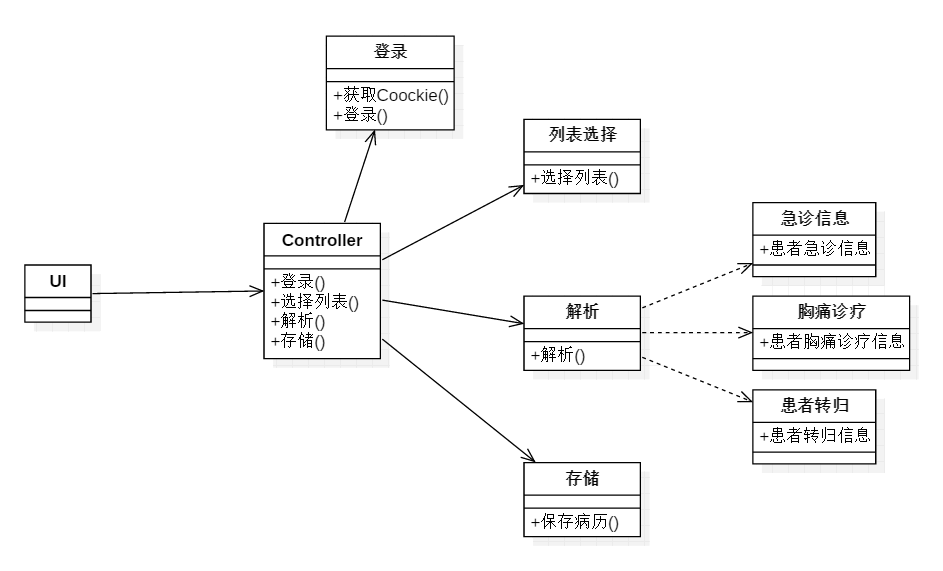 登录
+获取Coockie()
+登录()
列表选择
+选择列表()
急诊信息
+患者急诊信息
Controller
+登录()
+选择列表()
+解析()
+存储()
UI
解析
+解析()
胸痛诊疗
+患者胸痛诊疗信息
患者转归
+患者转归信息
存储
+保存病历()